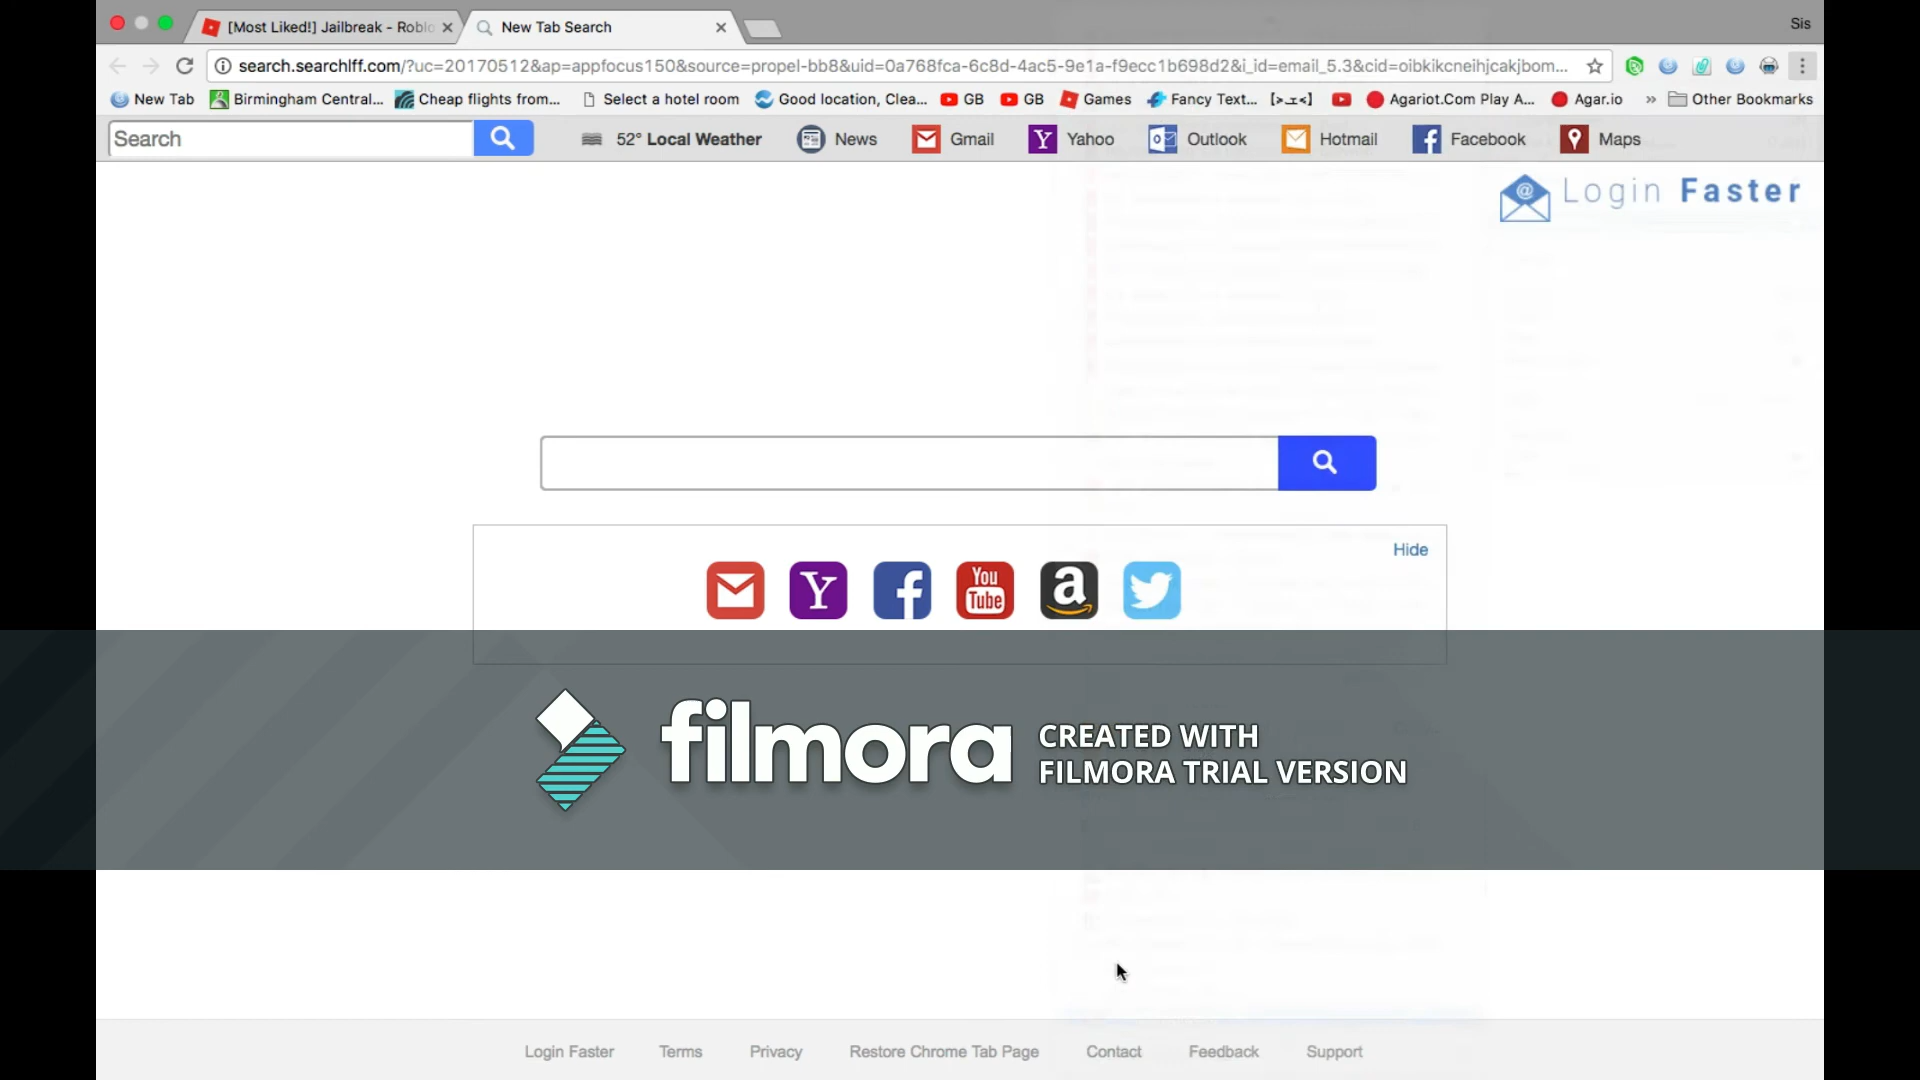 [Most Liked!] Jailbreak - Roblo
New Tab Search
Sis
search.searchlff.com/?uc=20170512&ap=appfocus150&source=propel-bb8&uid=0a768fca-6c8d-4ac5-9e1a-f9ecc1b698d2&i_id=email_5.3&cid=oibkikcneihjcakjbom...
New Tab Birmingham Central... Cheap flights from... Select a hotel room Good location, Clea... GB GB Games Fancy Text... [>.፲<] Agariot.Com Play A... Agar.io » Other Bookmarks
Search 52° Local Weather News Gmail Yahoo Outlook Hotmail Facebook Maps
Login Faster
Hide
You
Tube
filmora
CREATED WITH
FILMORA TRIAL VERSION
Login Faster Terms Privacy Restore Chrome Tab Page Contact Feedback Support